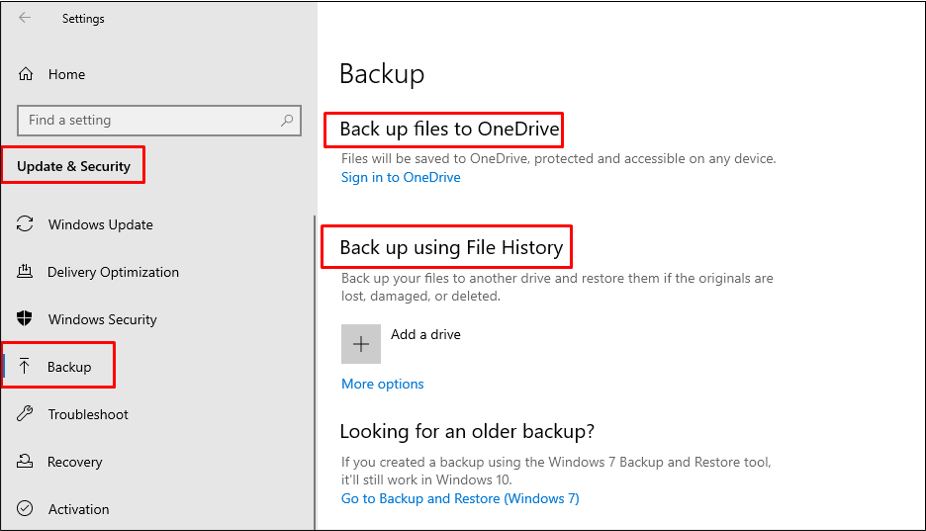 Settings
Home
Find a setting
Update & Security
Windows Update
Delivery Optimization
Windows Security
Backup
Troubleshoot
Recovery
Activation
Backup
Back up files to OneDrive
Files will be saved to OneDrive, protected and accessible on any device.
Sign in to OneDrive
Back up using File History
Back up your files to another drive and restore them if the originals are
lost, damaged, or deleted.
Add a drive
More options
Looking for an older backup?
If you created a backup using the Windows 7 Backup and Restore tool,
it'll still work in Windows 10.
Go to Backup and Restore (Windows 7)